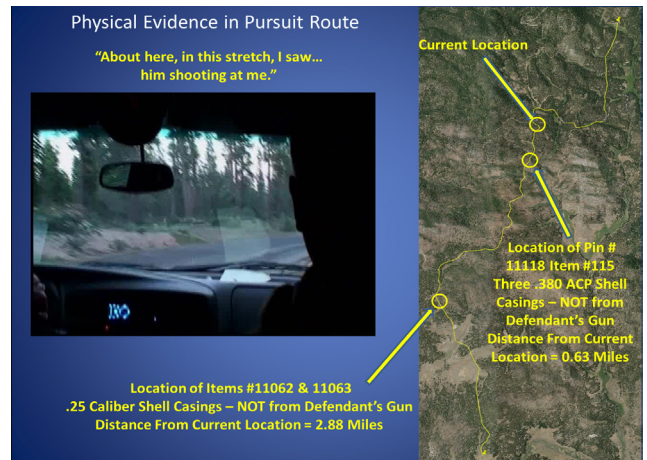 Physical Evidence in Pursuit Route
“About here, in this stretch, I saw…
him shooting at me.”
Current Location
Location of Pin #
11118 Item #115
Three .380 ACP Shell
Casings – NOT from
Defendant’s Gun
Distance From Current
Location = 0.63 Miles
Location of Items #11062 & 11063
.25 Caliber Shell Casings – NOT from Defendant’s Gun
Distance From Current Location = 2.88 Miles